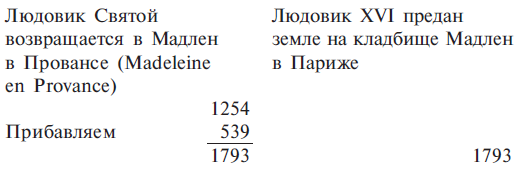 Людовик Святой
возвращается в Мадлен
в Провансе (Madeleine
en Provance)
1254
Прибавляем 539
1793
Людовик XVI предан
земле на кладбище Мадлен
в Париже
1793